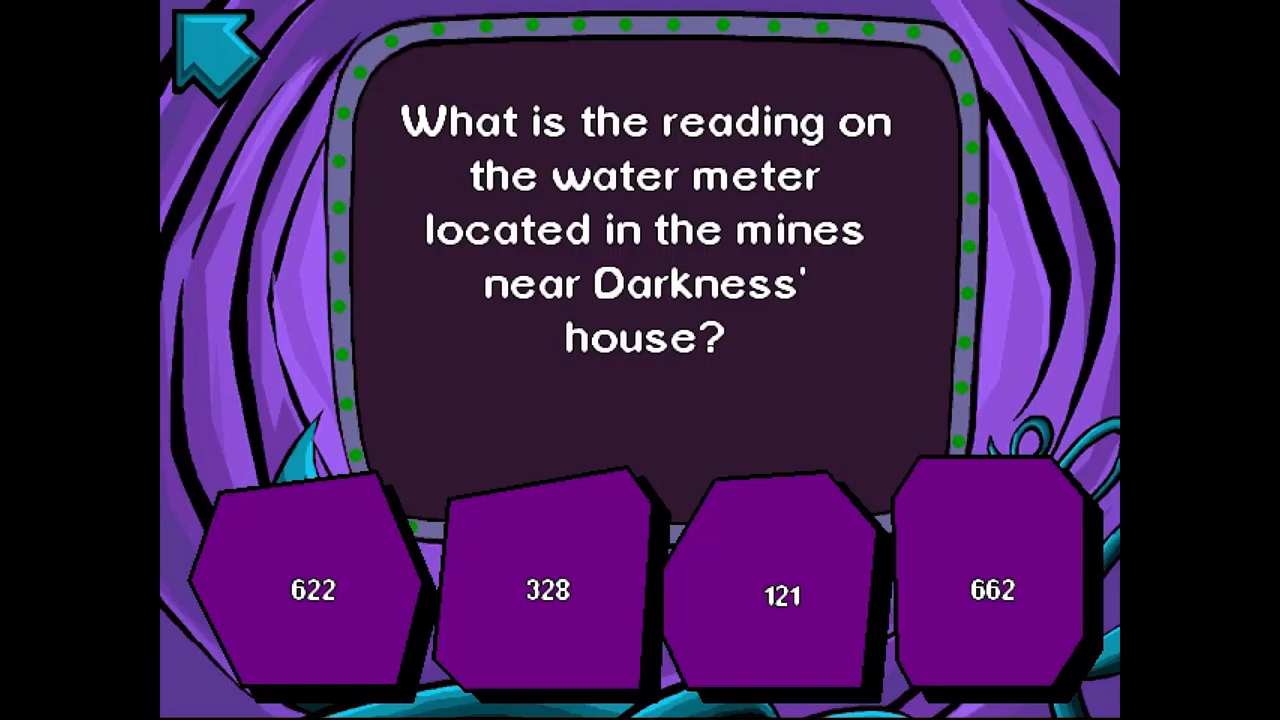 What is the reading on
the water meter
located in the mines
near Darkness'
house?
622
328
121
662